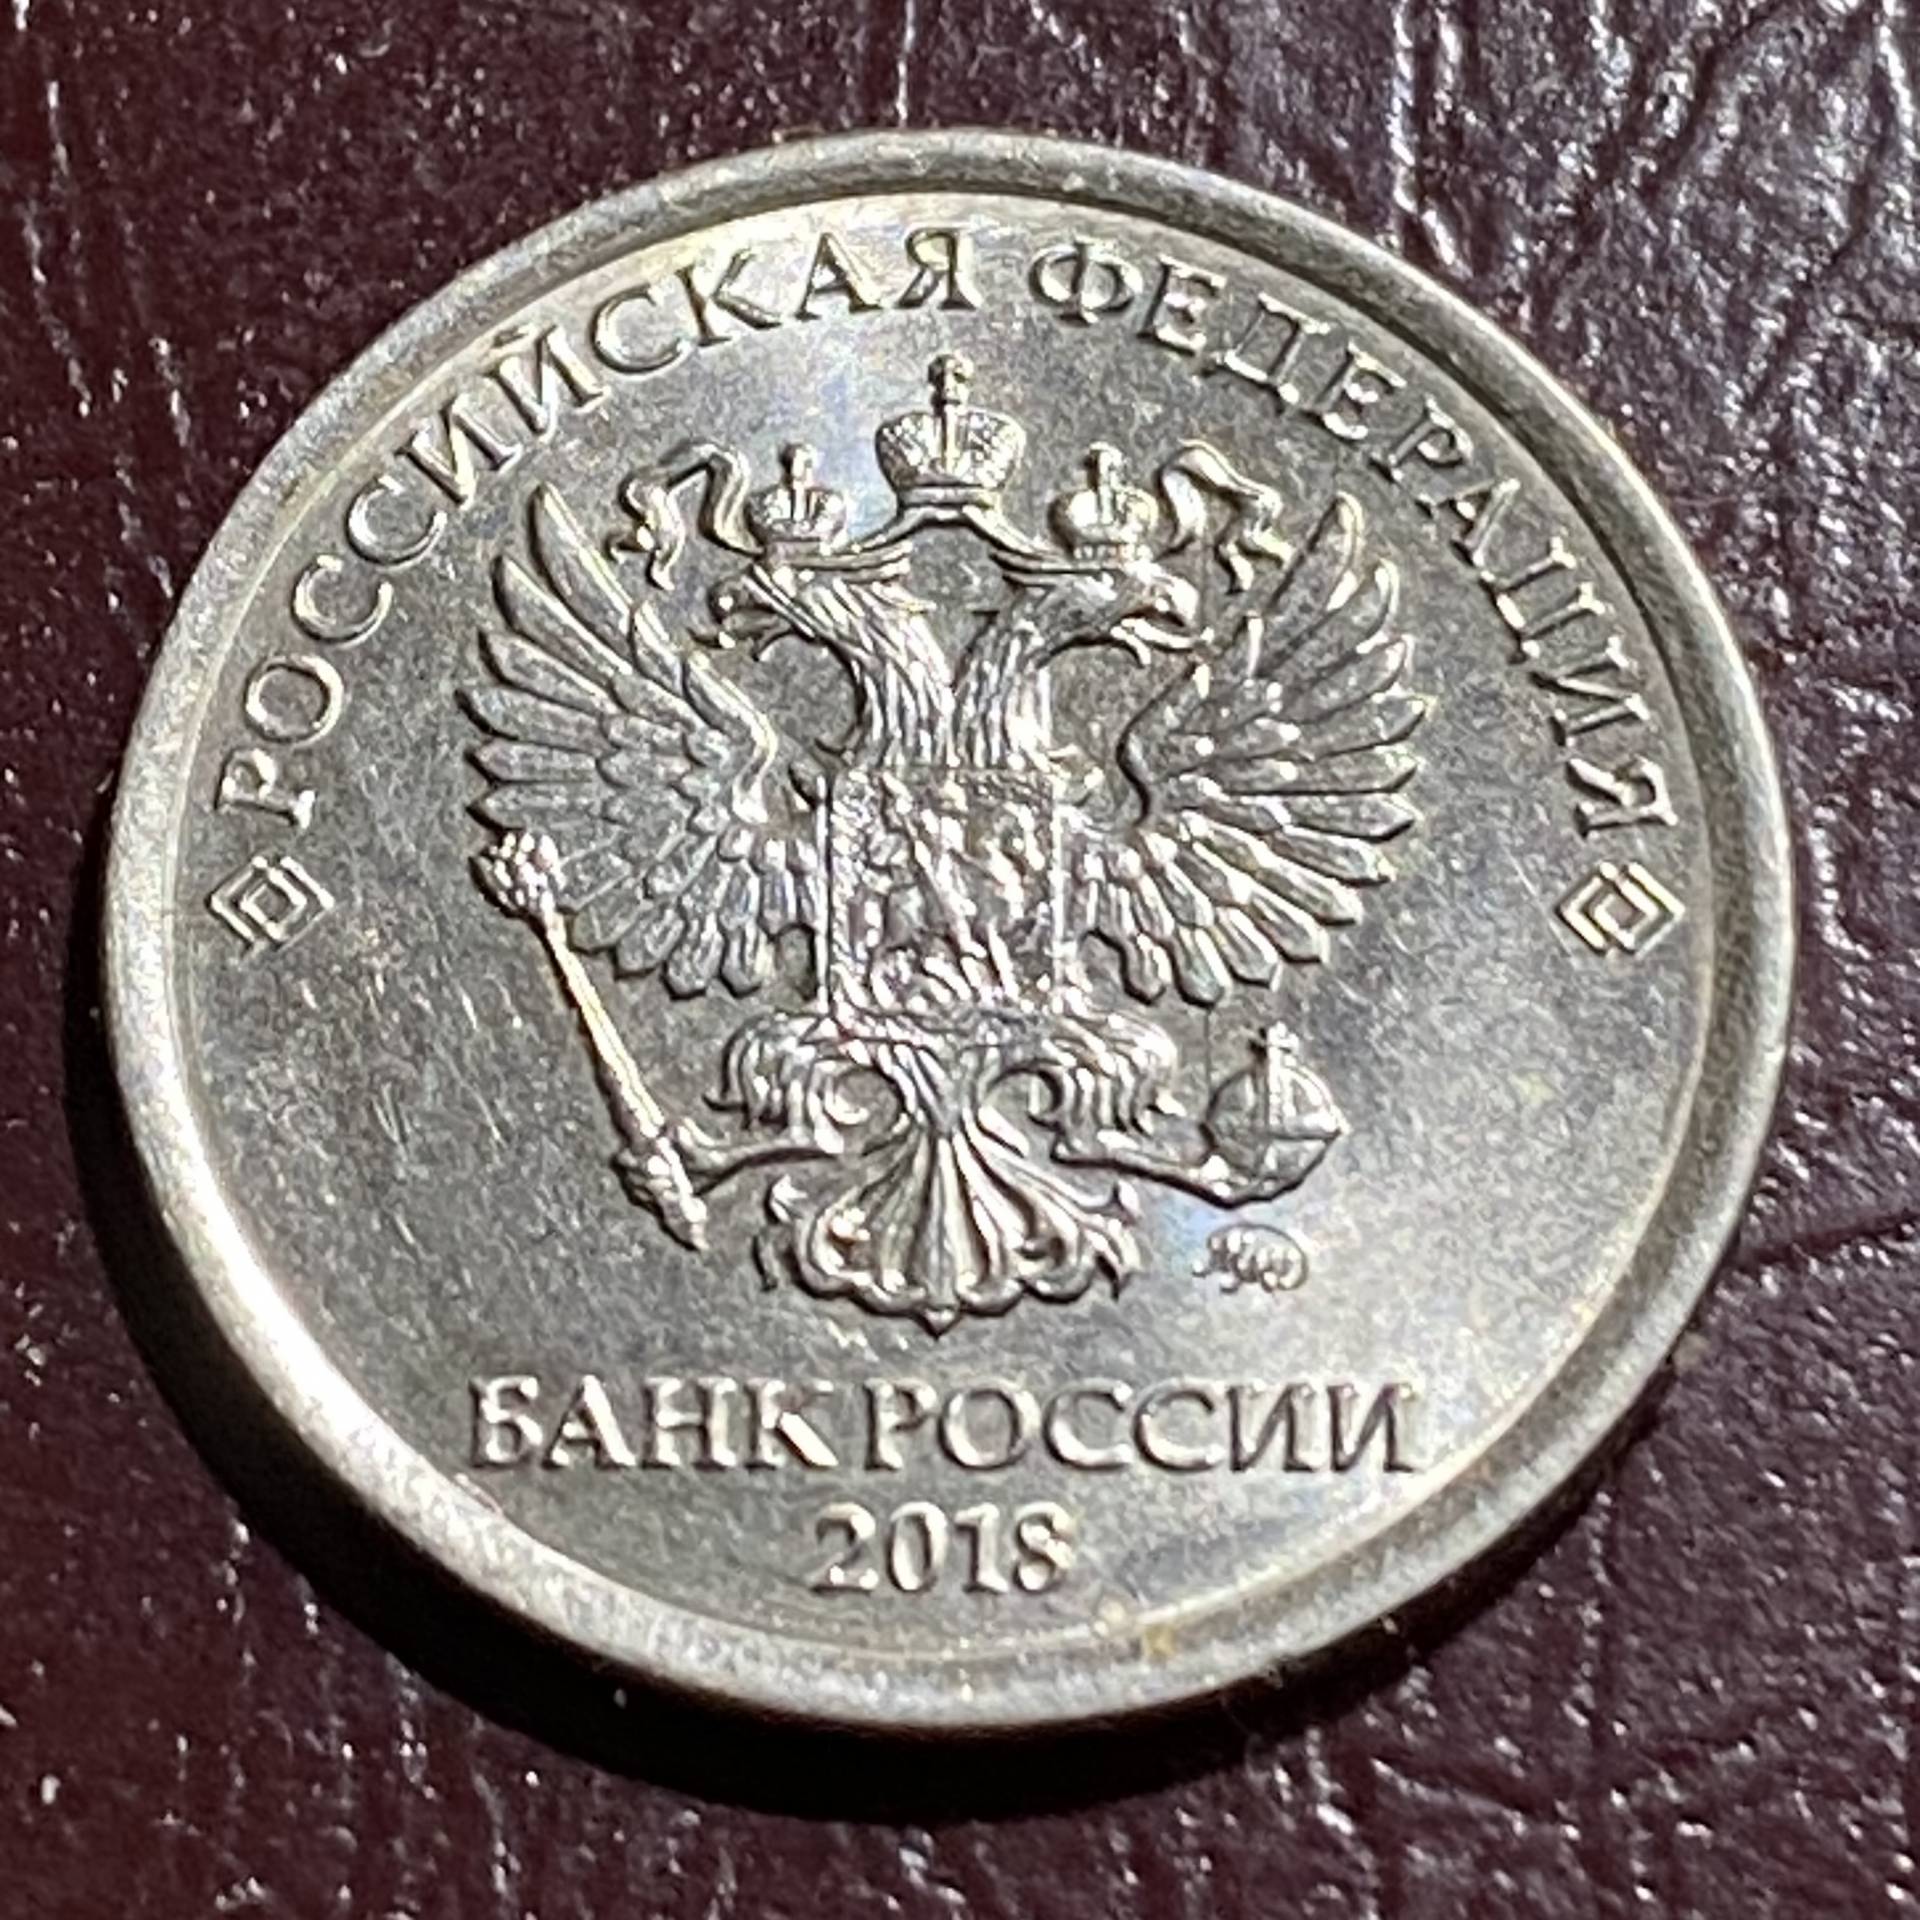 РОССИЙСКАЯ ФЕДЕРАЦИЯ
БАНК РОССИИ
2018